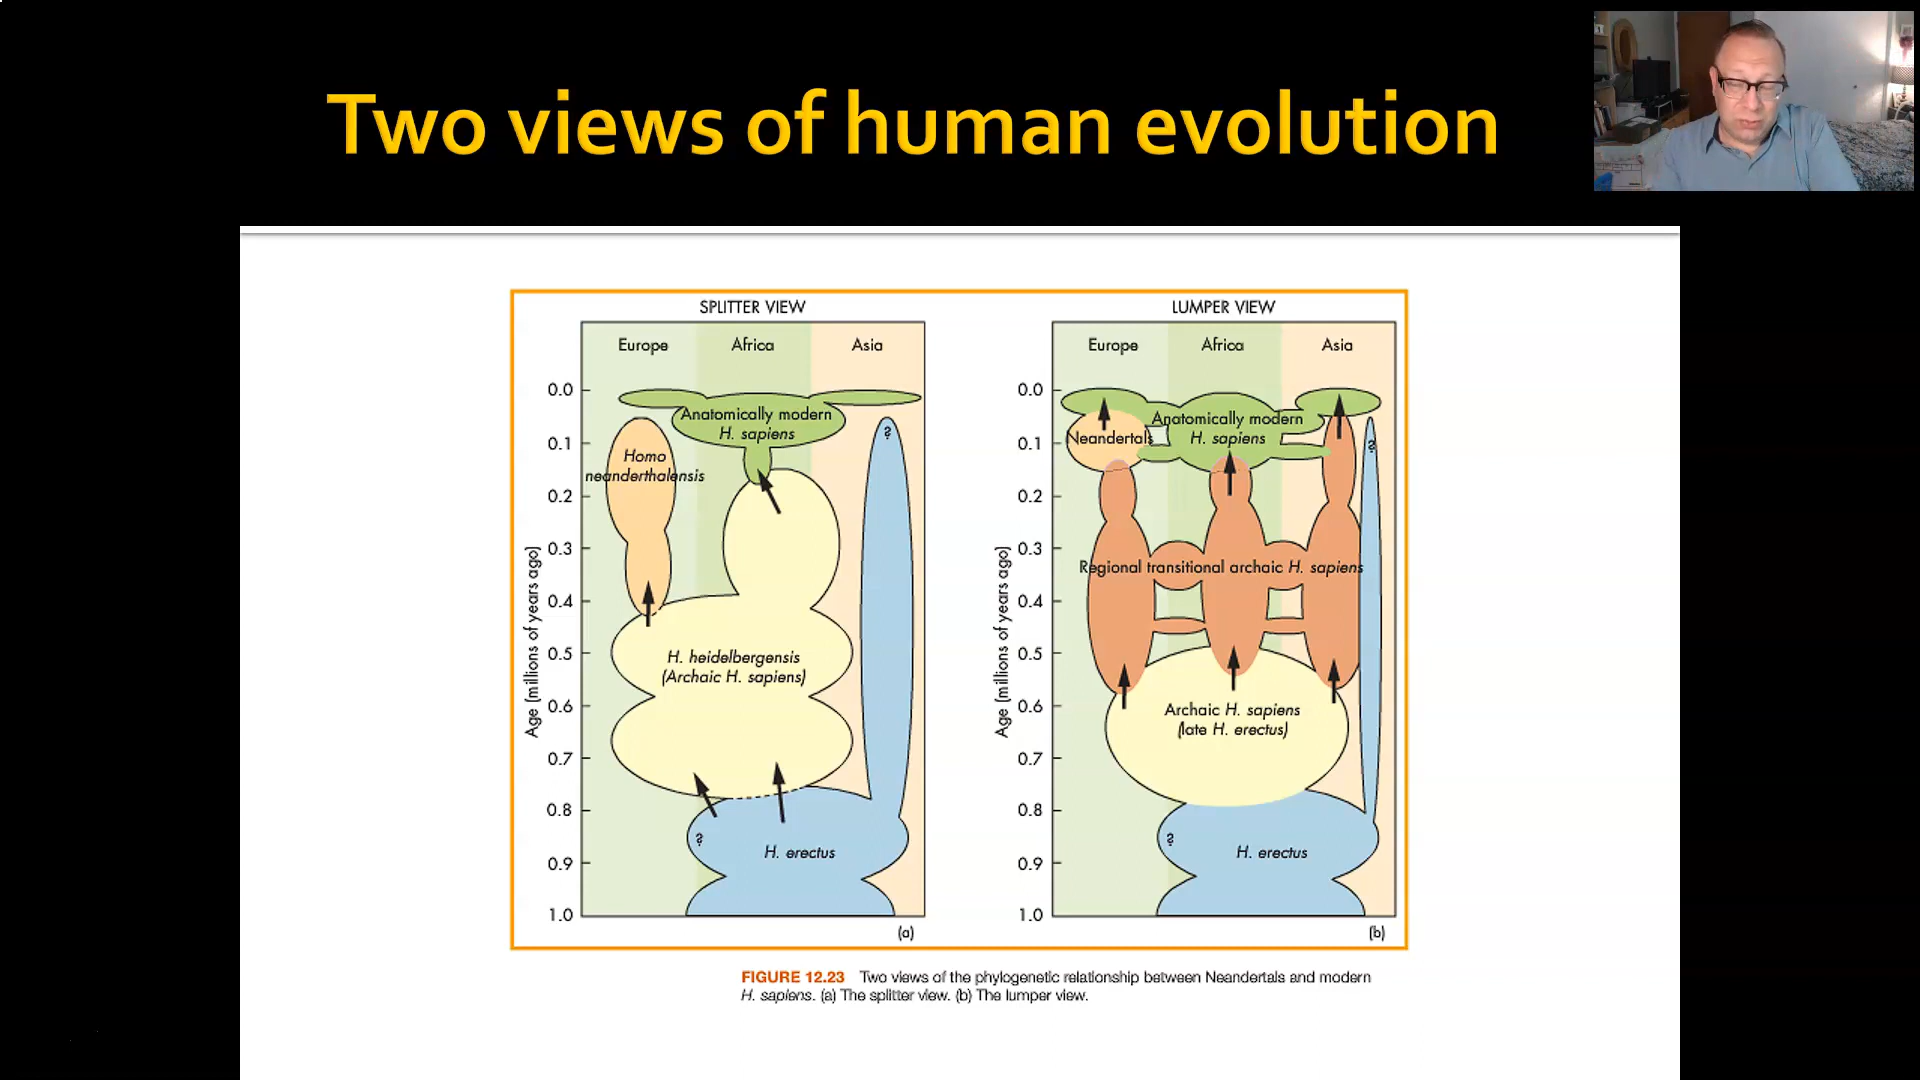 Two views of human evolution
SPLITTER VIEW
Europe
Africa
Asia
0.0
0.1
0.2
0.3
0.4
0.5
0.6
0.7
0.8
0.9
1.0
Age (millions of years ago)
Anatomically modern
H. sapiens
Homo
neanderthalensis
?
H. heidelbergensis
(Archaic H. sapiens)
?
H. erectus
(a)
LUMPER VIEW
Europe
Africa
Asia
0.0
0.1
0.2
0.3
0.4
0.5
0.6
0.7
0.8
0.9
1.0
Age (millions of years ago)
Anatomically modern
H. sapiens
Neandertals
?
Regional transitional archaic H. sapiens
Archaic H. sapiens
(late H. erectus)
?
H. erectus
(b)
FIGURE 12.23 Two views of the phylogenetic relationship between Neandertals and modern
H. sapiens. (a) The splitter view. (b) The lumper view.